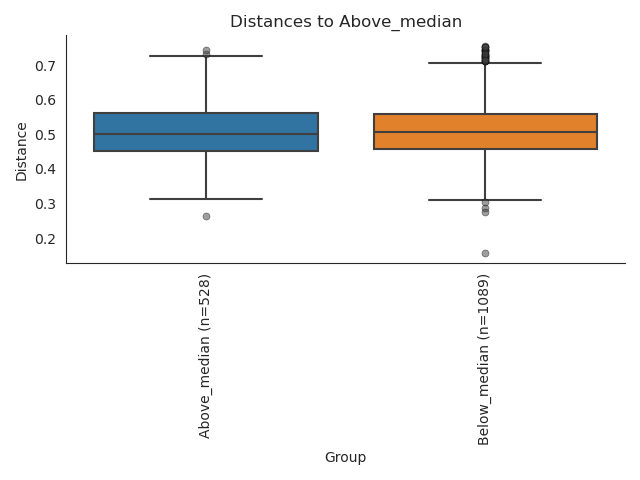 Distances to Above_median
Distance
0.7
0.6
0.5
0.4
0.3
0.2
Above_median (n=528)
Below_median (n=1089)
Group